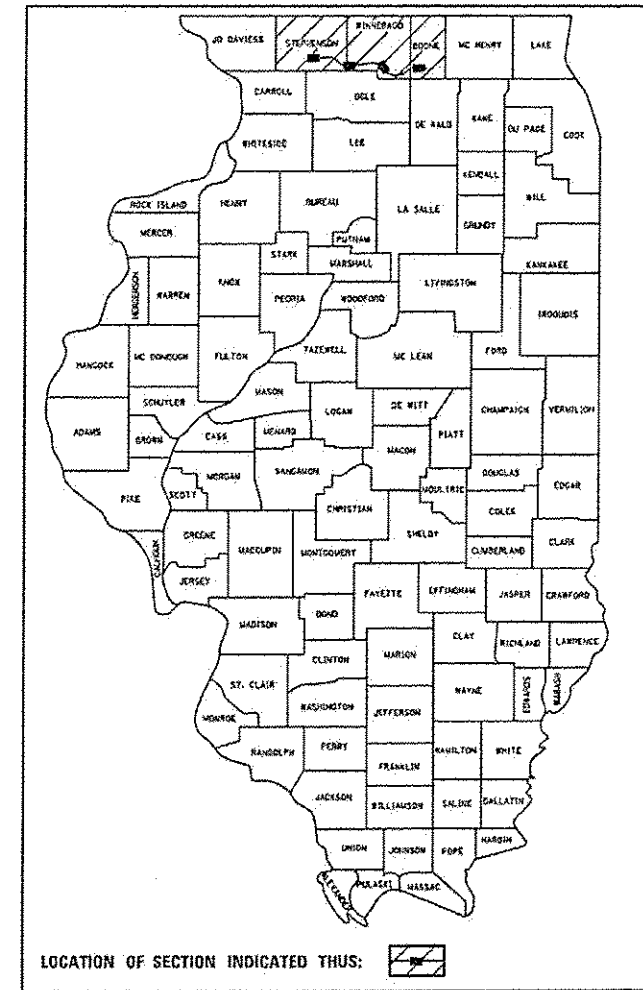 JO DAVIESS STEPHENSON WINNEBAGO BOONE MC HENRY LAKE
CARROLL OGLE
DE KALB KANE DU PAGE COOK
WHITESIDE LEE
KENDALL
WILL
ROCK ISLAND HENRY BUREAU LA SALLE GRUNDY
MERCER PUTNAM
STARK MARSHALL KANKAKEE
HENDERSON WARREN KNOX PEORIA WOODFORD LIVINGSTON IROQUOIS
HANCOCK MC DONOUGH FULTON TAZEWELL MC LEAN FORD
MASON
SCHUYLER LOGAN DE WITT CHAMPAIGN VERMILION
ADAMS BROWN CASS MENARD PIATT
MACON
MORGAN SANGAMON DOUGLAS
PIKE SCOTT MOULTRIE EDGAR
CHRISTIAN COLES
GREENE SHELBY
CALHOUN MACOUPIN MONTGOMERY CUMBERLAND CLARK
JERSEY
FAYETTE EFFINGHAM JASPER CRAWFORD
BOND
MADISON CLAY
CLINTON MARION RICHLAND LAWRENCE
ST. CLAIR WAYNE EDWARDS WABASH
WASHINGTON JEFFERSON
MONROE
RANDOLPH PERRY HAMILTON WHITE
FRANKLIN
JACKSON WILLIAMSON SALINE GALLATIN
UNION JOHNSON POPE HARDIN
ALEXANDER PULASKI MASSAC
LOCATION OF SECTION INDICATED THUS: